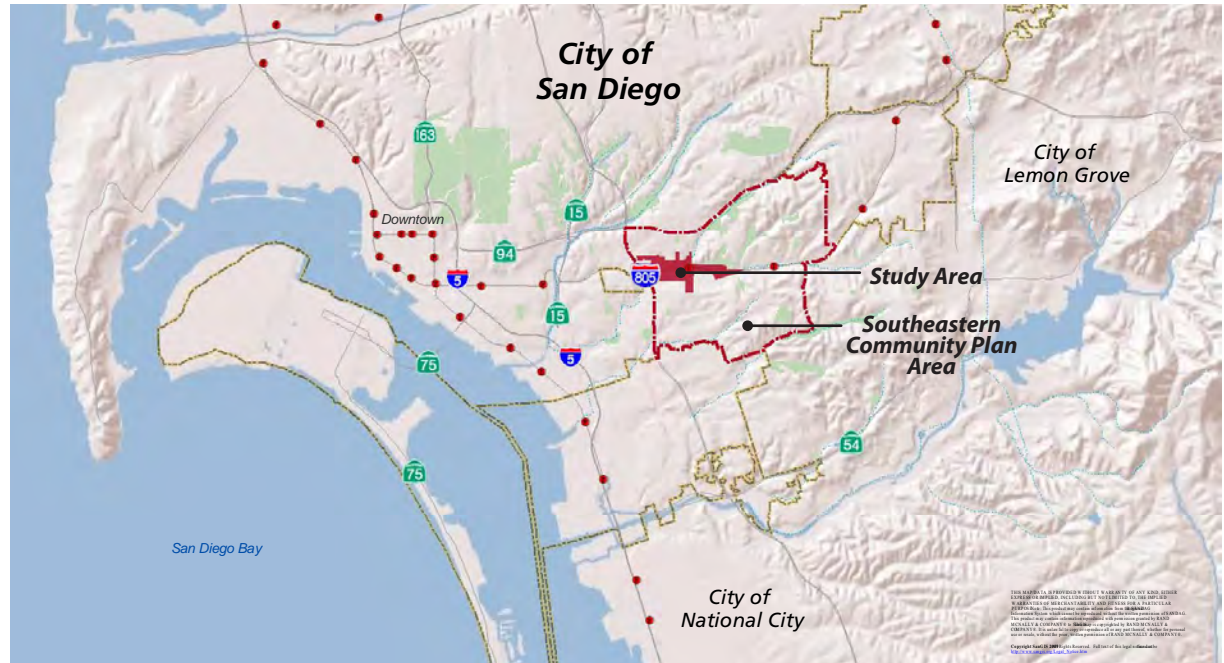 City of
San Diego
163
City of
Lemon Grove
15
Downtown
94
805
5
Study Area
15
Southeastern
Community Plan
Area
5
75
54
75
San Diego Bay
City of
National City
THIS MAP/DATA IS PROVIDED WITHOUT WARRANTY OF ANY KIND, EITHER
EXPRESS OR IMPLIED, INCLUDING BUT NOT LIMITED TO, THE IMPLIED
WARRANTIES OF MERCHANTABILITY AND FITNESS FOR A PARTICULAR